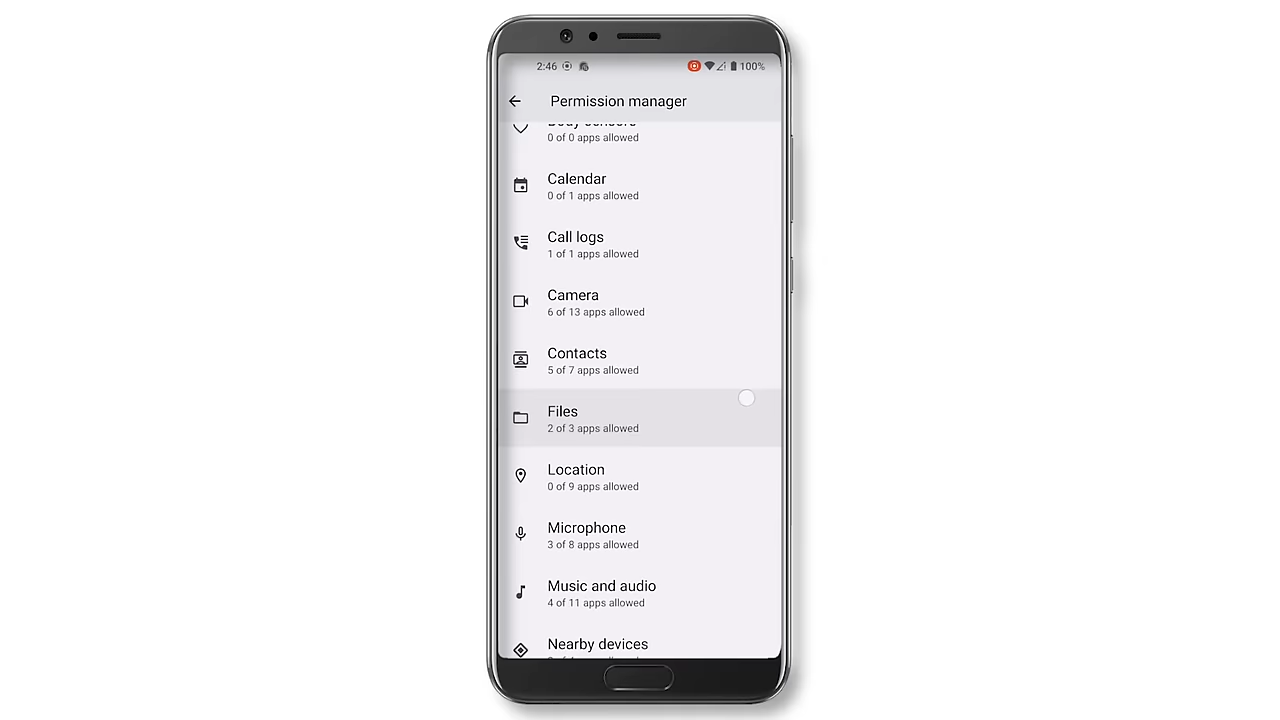 2:46
100%
Permission manager
Body sensors
0 of 0 apps allowed
Calendar
0 of 1 apps allowed
Call logs
1 of 1 apps allowed
Camera
6 of 13 apps allowed
Contacts
5 of 7 apps allowed
Files
2 of 3 apps allowed
Location
0 of 9 apps allowed
Microphone
3 of 8 apps allowed
Music and audio
4 of 11 apps allowed
Nearby devices